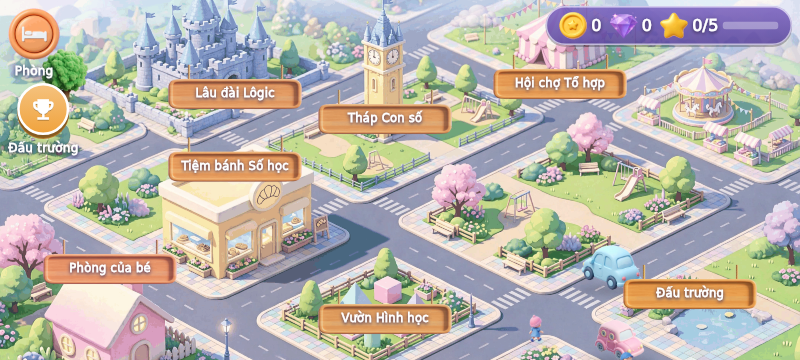 0 0 0/5
Phòng
Đấu trường
Lâu đài Lôgic
Tháp Con số
Hội chợ Tổ hợp
Tiệm bánh Số học
Phòng của bé
Vườn Hình học
Đấu trường